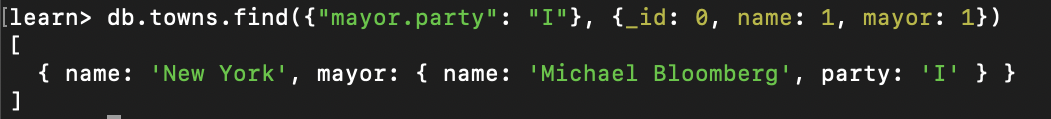 learn> db.towns.find({"mayor.party": "I"}, {_id: 0, name: 1, mayor: 1})
[
  { name: 'New York', mayor: { name: 'Michael Bloomberg', party: 'I' } }
]